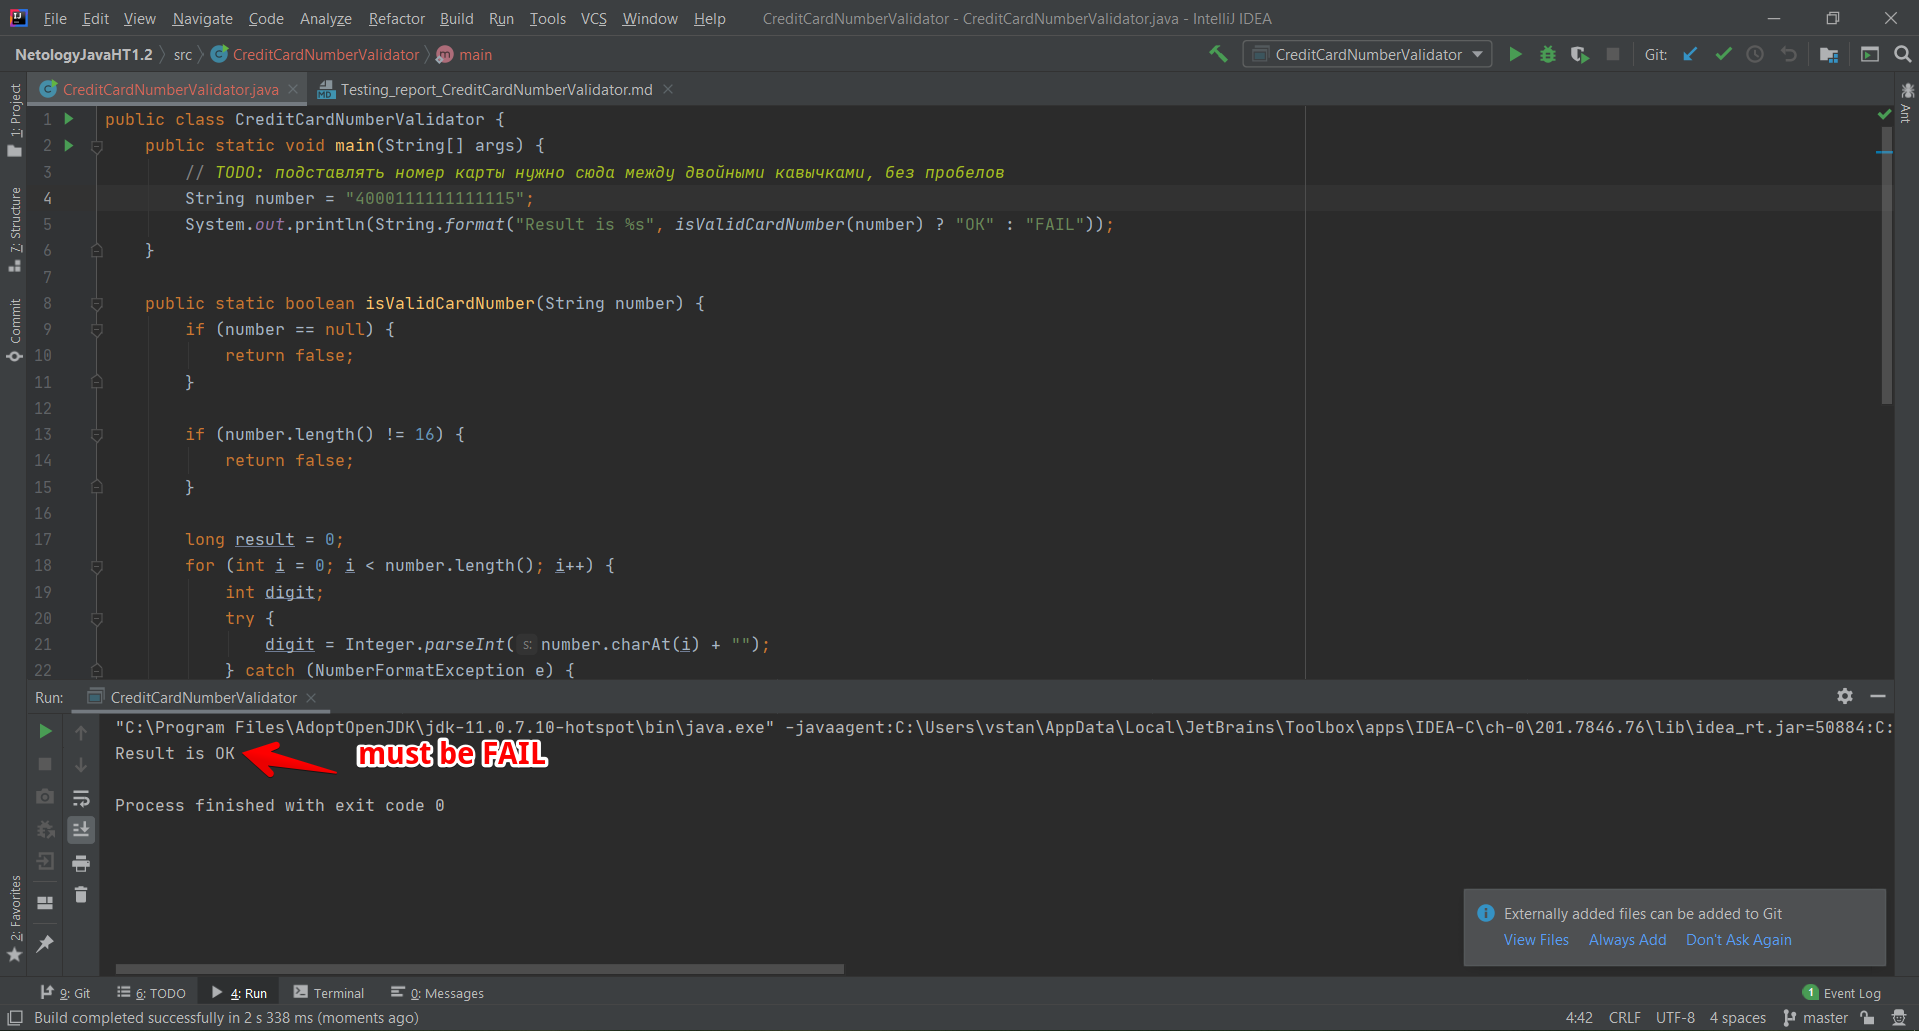 File Edit View Navigate Code Analyze Refactor Build Run Tools VCS Window Help CreditCardNumberValidator - CreditCardNumberValidator.java - IntelliJ IDEA
NetologyJavaHT1.2 src CreditCardNumberValidator main CreditCardNumberValidator Git:
CreditCardNumberValidator.java Testing_report_CreditCardNumberValidator.md
1: Project
7: Structure
Commit
2: Favorites
Ant
1 public class CreditCardNumberValidator {
2 public static void main(String[] args) {
3 // TODO: подставлять номер карты нужно сюда между двойными кавычками, без пробелов
4 String number = "4000111111111115";
5 System.out.println(String.format("Result is %s", isValidCardNumber(number) ? "OK" : "FAIL"));
6 }
7
8 public static boolean isValidCardNumber(String number) {
9 if (number == null) {
10 return false;
11 }
12
13 if (number.length() != 16) {
14 return false;
15 }
16
17 long result = 0;
18 for (int i = 0; i < number.length(); i++) {
19 int digit;
20 try {
21 digit = Integer.parseInt( s: number.charAt(i) + "");
22 } catch (NumberFormatException e) {
Run: CreditCardNumberValidator
"C:\Program Files\AdoptOpenJDK\jdk-11.0.7.10-hotspot\bin\java.exe" -javaagent:C:\Users\vstan\AppData\Local\JetBrains\Toolbox\apps\IDEA-C\ch-0\201.7846.76\lib\idea_rt.jar=50884:C:
Result is OK must be FAIL
Process finished with exit code 0
Externally added files can be added to Git
View Files Always Add Don't Ask Again
9: Git 6: TODO 4: Run Terminal 0: Messages 1 Event Log
Build completed successfully in 2 s 338 ms (moments ago) 4:42 CRLF UTF-8 4 spaces master